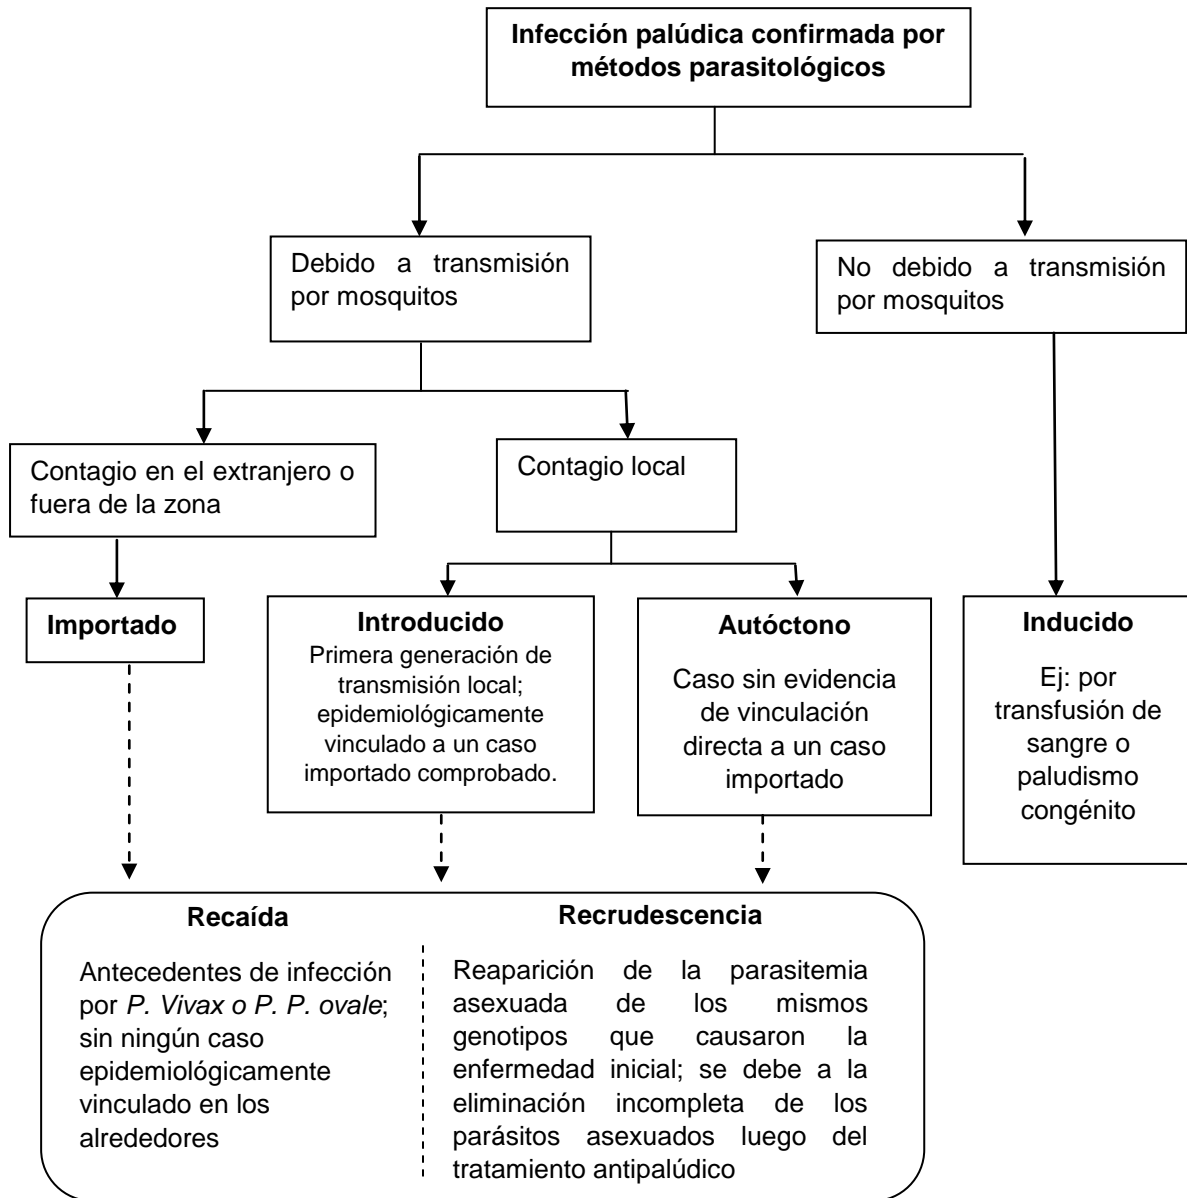 Infección palúdica confirmada por
métodos parasitológicos
Debido a transmisión
por mosquitos
No debido a transmisión
por mosquitos
Contagio en el extranjero o
fuera de la zona
Contagio local
Importado
Introducido
Primera generación de
transmisión local;
epidemiológicamente
vinculado a un caso
importado comprobado.
Autóctono
Caso sin evidencia
de vinculación
directa a un caso
importado
Inducido
Ej: por
transfusión de
sangre o
paludismo
congénito
Recaída
Antecedentes de infección
por P. Vivax o P. P. ovale;
sin ningún caso
epidemiológicamente
vinculado en los
alrededores
Recrudescencia
Reaparición de la parasitemia
asexuada de los mismos
genotipos que causaron la
enfermedad inicial; se debe a la
eliminación incompleta de los
parásitos asexuados luego del
tratamiento antipalúdico